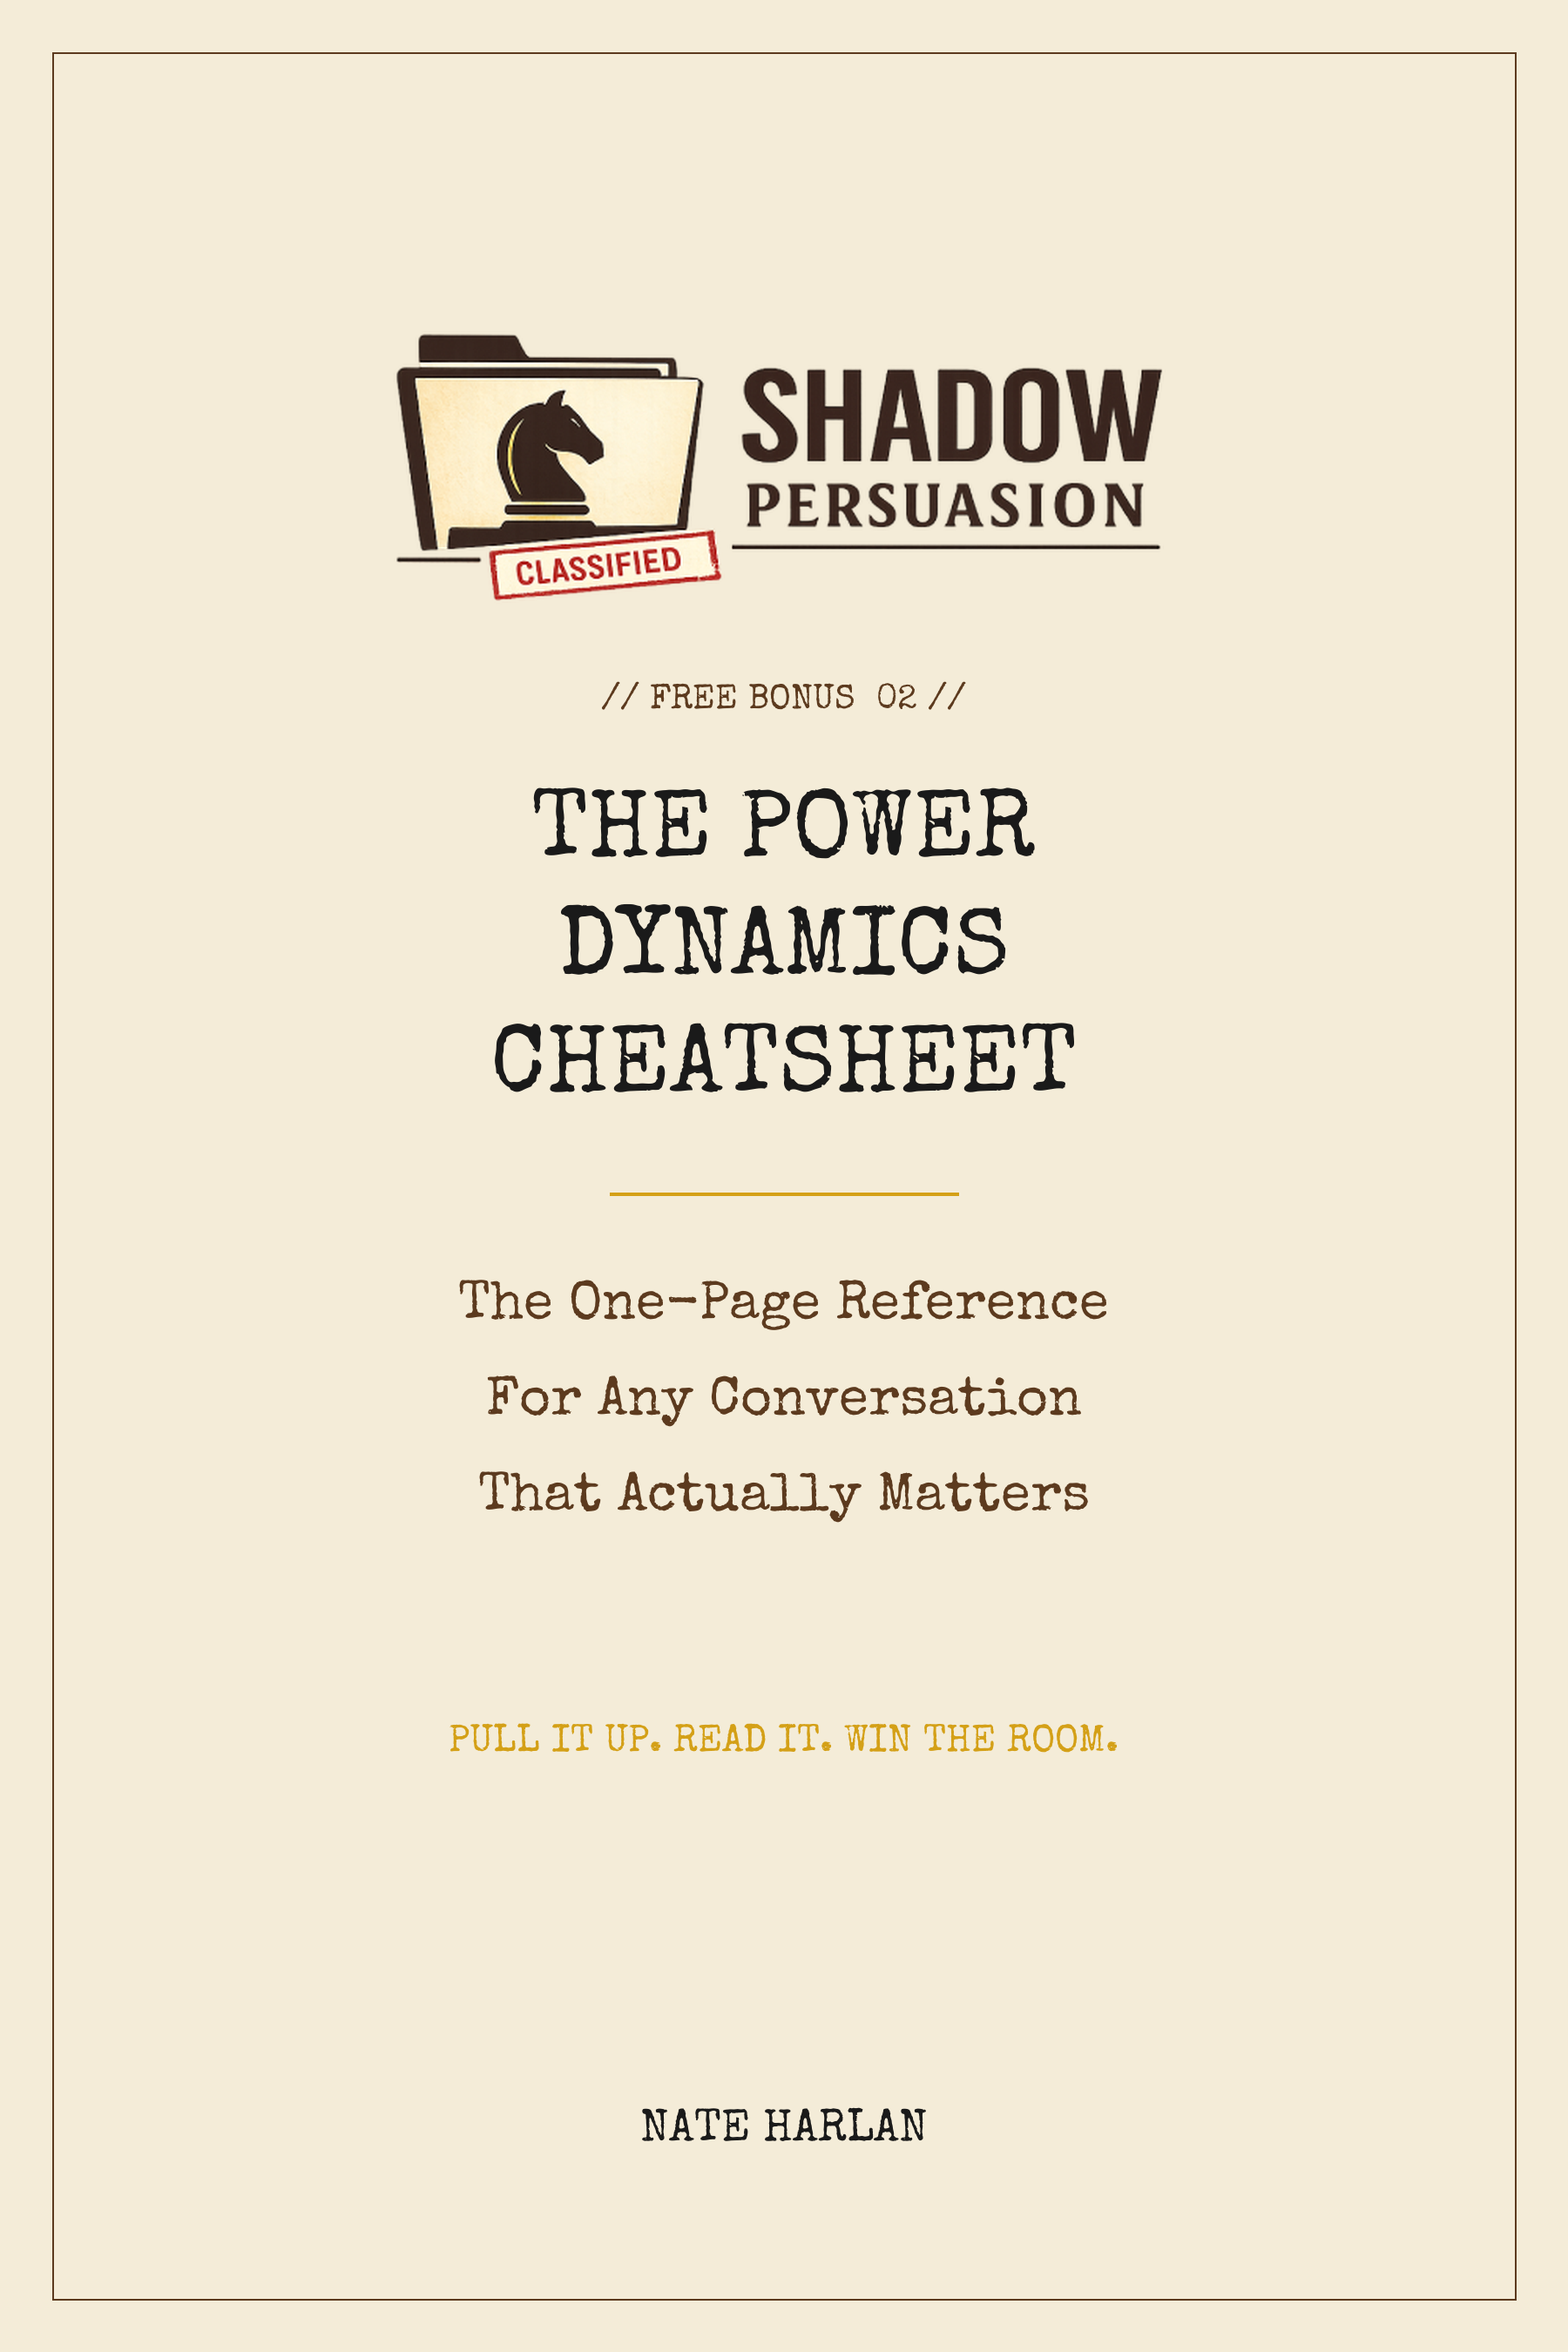 SHADOW
PERSUASION
CLASSIFIED
// FREE BONUS 02 //
THE POWER
DYNAMICS
CHEATSHEET
The One-Page Reference
For Any Conversation
That Actually Matters
PULL IT UP. READ IT. WIN THE ROOM.
NATE HARLAN